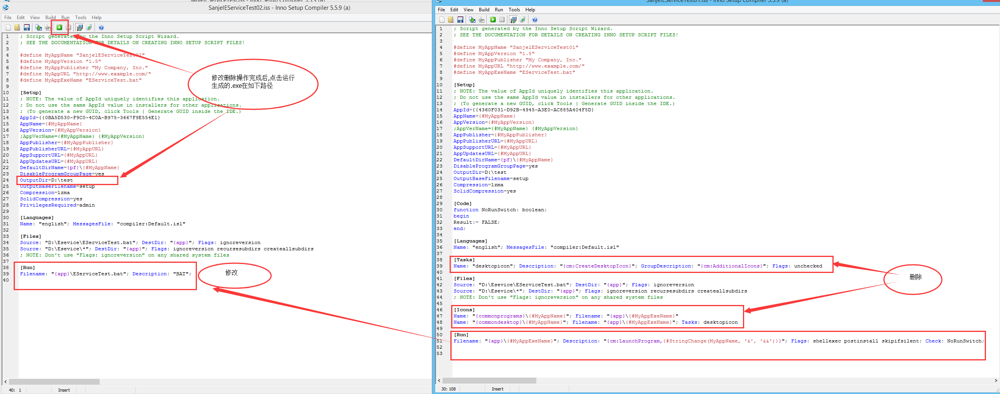 SanjelEServiceTest02.iss - Inno Setup Compiler 5.5.9 (a)
File Edit View Build Run Tools Help
1 ; Script generated by the Inno Setup Script Wizard.
2 ; SEE THE DOCUMENTATION FOR DETAILS ON CREATING INNO SETUP SCRIPT FILES!
3
4 #define MyAppName "SanjelEServiceTest02"
5 #define MyAppVersion "1.5"
6 #define MyAppPublisher "My Company, Inc."
7 #define MyAppURL "http://www.example.com/"
8 #define MyAppExeName "EServiceTest.bat"
9
10 [Setup]
11 ; NOTE: The value of AppId uniquely identifies this application.
12 ; Do not use the same AppId value in installers for other applications.
13 ; (To generate a new GUID, click Tools | Generate GUID inside the IDE.)
14 AppId={{0BA5D530-F9C0-4C0A-B975-3667F9E554E1}
15 AppName={#MyAppName}
16 AppVersion={#MyAppVersion}
17 ;AppVerName={#MyAppName} {#MyAppVersion}
18 AppPublisher={#MyAppPublisher}
19 AppPublisherURL={#MyAppURL}
20 AppSupportURL={#MyAppURL}
21 AppUpdatesURL={#MyAppURL}
22 DefaultDirName={pf}\{#MyAppName}
23 DisableProgramGroupPage=yes
24 OutputDir=D:\test
25 OutputBaseFilename=setup
26 Compression=lzma
27 SolidCompression=yes
28 PrivilegesRequired=admin
29
30 [Languages]
31 Name: "english"; MessagesFile: "compiler:Default.isl"
32
33 [Files]
34 Source: "D:\Esevice\EServiceTest.bat"; DestDir: "{app}"; Flags: ignoreversion
35 Source: "D:\Esevice\*"; DestDir: "{app}"; Flags: ignoreversion recursesubdirs createallsubdirs
36 ; NOTE: Don't use "Flags: ignoreversion" on any shared system files
37
38 [Run]
39 Filename: "{app}\EServiceTest.bat"; Description: "BAT";
40
修改删除操作完成后,点击运行
生成的.exe在如下路径
修改
40: 1 Insert
SanjelEServiceTest01.iss - Inno Setup Compiler 5.5.9 (a)
File Edit View Build Run Tools Help
1 ; Script generated by the Inno Setup Script Wizard.
2 ; SEE THE DOCUMENTATION FOR DETAILS ON CREATING INNO SETUP SCRIPT FILES!
3
4 #define MyAppName "SanjelEServiceTest01"
5 #define MyAppVersion "1.5"
6 #define MyAppPublisher "My Company, Inc."
7 #define MyAppURL "http://www.example.com/"
8 #define MyAppExeName "EServiceTest.bat"
9
10 [Setup]
11 ; NOTE: The value of AppId uniquely identifies this application.
12 ; Do not use the same AppId value in installers for other applications.
13 ; (To generate a new GUID, click Tools | Generate GUID inside the IDE.)
14 AppId={{4360F031-D92B-4945-A3E0-AC885A404F5D}
15 AppName={#MyAppName}
16 AppVersion={#MyAppVersion}
17 ;AppVerName={#MyAppName} {#MyAppVersion}
18 AppPublisher={#MyAppPublisher}
19 AppPublisherURL={#MyAppURL}
20 AppSupportURL={#MyAppURL}
21 AppUpdatesURL={#MyAppURL}
22 DefaultDirName={pf}\{#MyAppName}
23 DisableProgramGroupPage=yes
24 OutputDir=D:\test
25 OutputBaseFilename=setup
26 Compression=lzma
27 SolidCompression=yes
28
29 [Code]
30 function NoRunSwitch: boolean;
31 begin
32 Result:= FALSE;
33 end;
34
35 [Languages]
36 Name: "english"; MessagesFile: "compiler:Default.isl"
37
38 [Tasks]
39 Name: "desktopicon"; Description: "{cm:CreateDesktopIcon}"; GroupDescription: "{cm:AdditionalIcons}"; Flags: unchecked
40
41 [Files]
42 Source: "D:\Esevice\EServiceTest.bat"; DestDir: "{app}"; Flags: ignoreversion
43 Source: "D:\Esevice\*"; DestDir: "{app}"; Flags: ignoreversion recursesubdirs createallsubdirs
44 ; NOTE: Don't use "Flags: ignoreversion" on any shared system files
45
46 [Icons]
47 Name: "{commonprograms}\{#MyAppName}"; Filename: "{app}\{#MyAppExeName}"
48 Name: "{commondesktop}\{#MyAppName}"; Filename: "{app}\{#MyAppExeName}"; Tasks: desktopicon
49
50 [Run]
51 Filename: "{app}\{#MyAppExeName}"; Description: "{cm:LaunchProgram,{#StringChange(MyAppName, '&', '&&')}}"; Flags: shellexec postinstall skipifsilent; Check: NoRunSwitch;
52
53
删除
30: 108 Insert